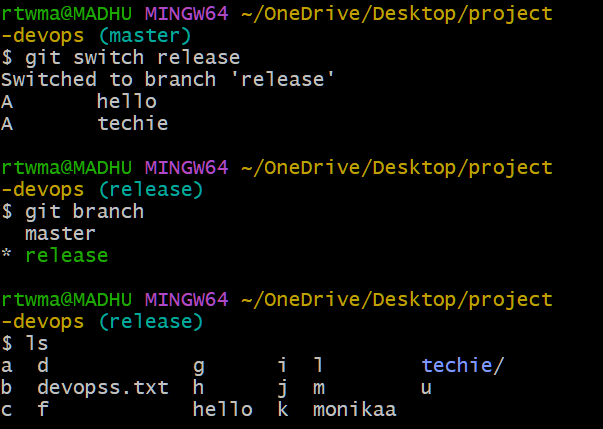 rtwma@MADHU MINGW64 ~/OneDrive/Desktop/project
-devops (master)
$ git switch release
Switched to branch 'release'
A       hello
A       techie
rtwma@MADHU MINGW64 ~/OneDrive/Desktop/project
-devops (release)
$ git branch
  master
* release
rtwma@MADHU MINGW64 ~/OneDrive/Desktop/project
-devops (release)
$ ls
a  d            g      i  l        techie/
b  devopss.txt  h      j  m        u
c  f            hello  k  monikaa